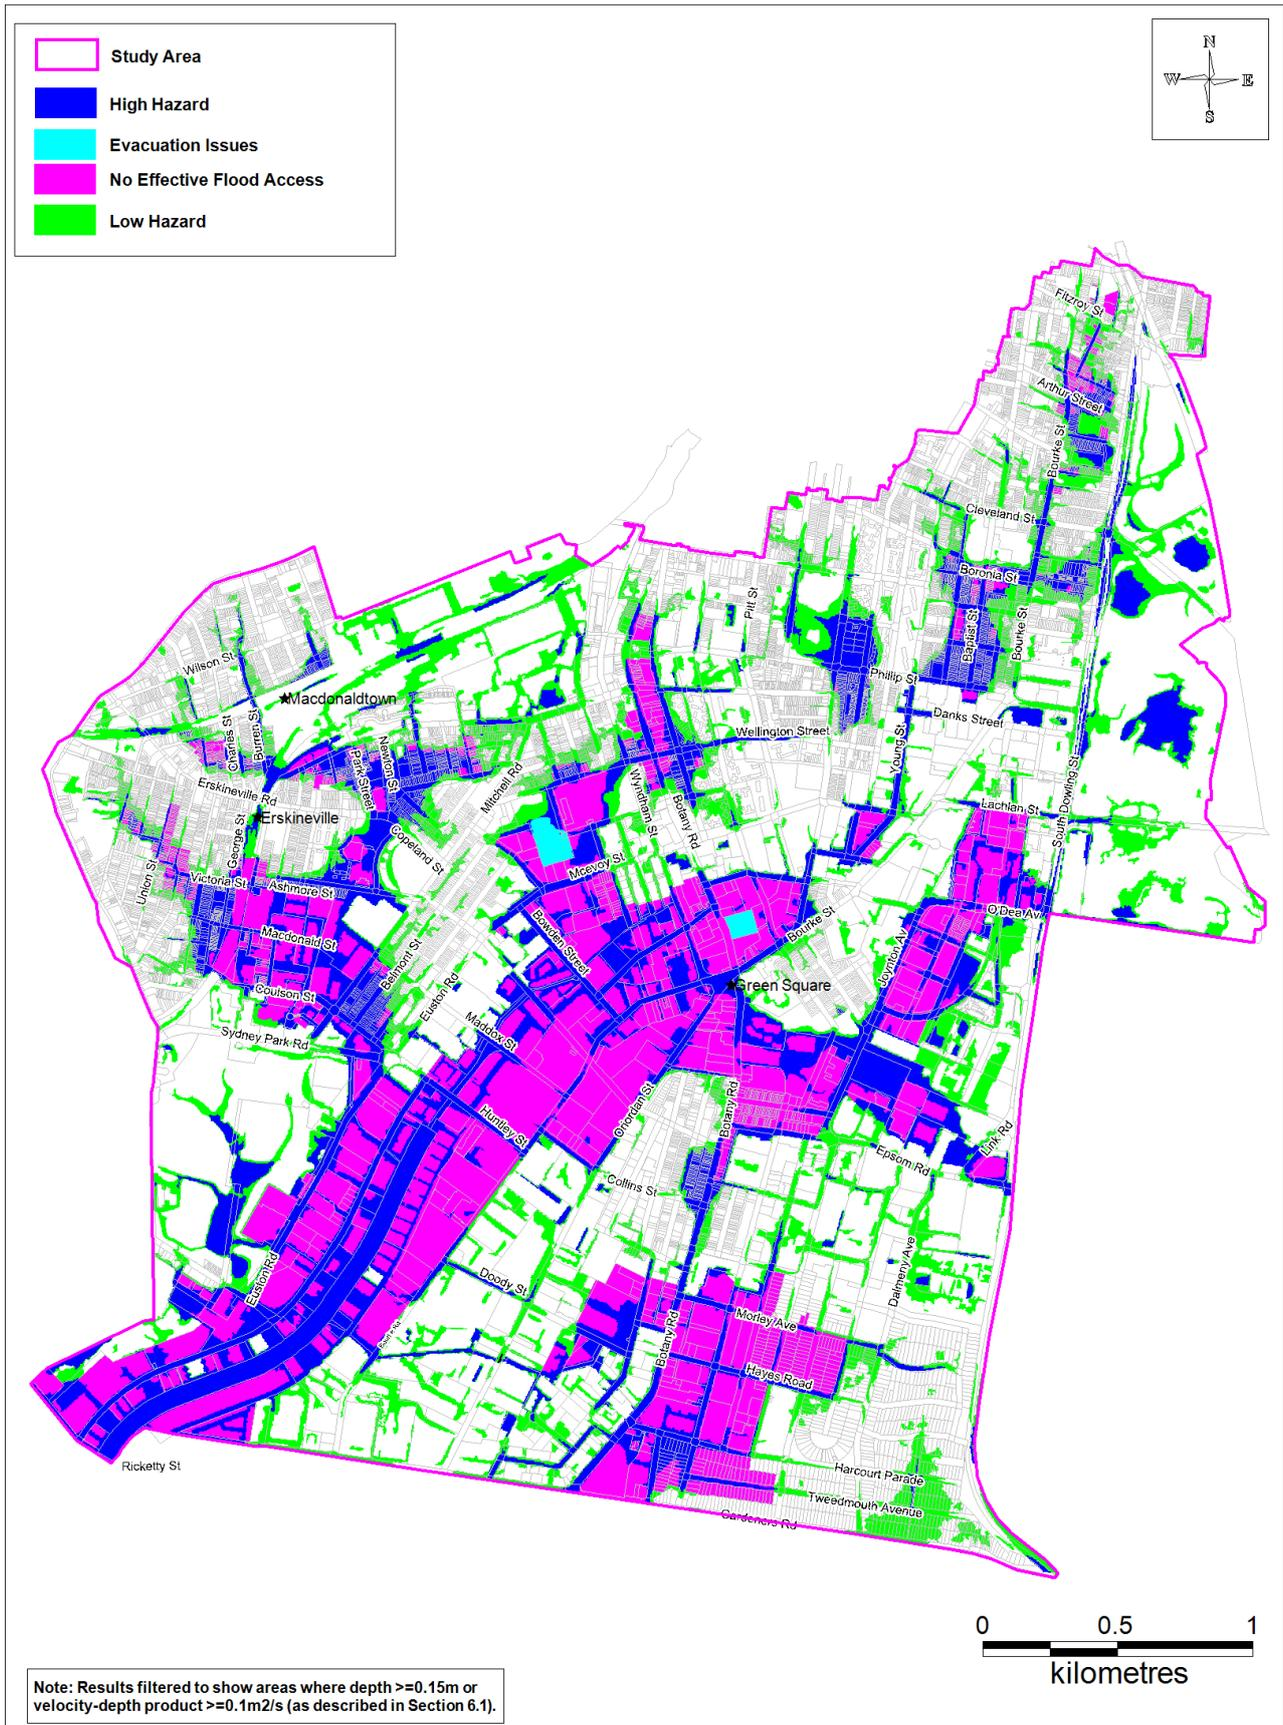 Study Area
High Hazard
Evacuation Issues
No Effective Flood Access
Low Hazard
N
W E
S
Fitzroy St
Arthur Street
Bourke St
Cleveland St
Boronia St
Pitt St
Baptist St
Bourke St
Wilson St
Phillip St
Macdonaldtown
Charles St
Burren St
Danks Street
Wellington Street
Young St
Newton St
Park Street
Mitchell Rd
Erskineville Rd
Wyndham St
Botany Rd
South Dowling St
Lachlan St
Erskineville
George St
Copeland St
Mcevoy St
Union St
Victoria St
Ashmore St
Bowden Street
O'Dea Av
Bourke St
Macdonald St
Belmont St
Joynton Av
Green Square
Coulson St
Euston Rd
Maddox St
Sydney Park Rd
Huntley St
Oriordan St
Botany Rd
Link Rd
Epsom Rd
Collins St
Euston Rd
Doody St
Dalmeny Ave
Morley Ave
Botany Rd
Hayes Road
Ricketty St
Harcourt Parade
Tweedmouth Avenue
Gardeners Rd
0 0.5 1
kilometres
Note: Results filtered to show areas where depth >=0.15m or
velocity-depth product >=0.1m2/s (as described in Section 6.1).